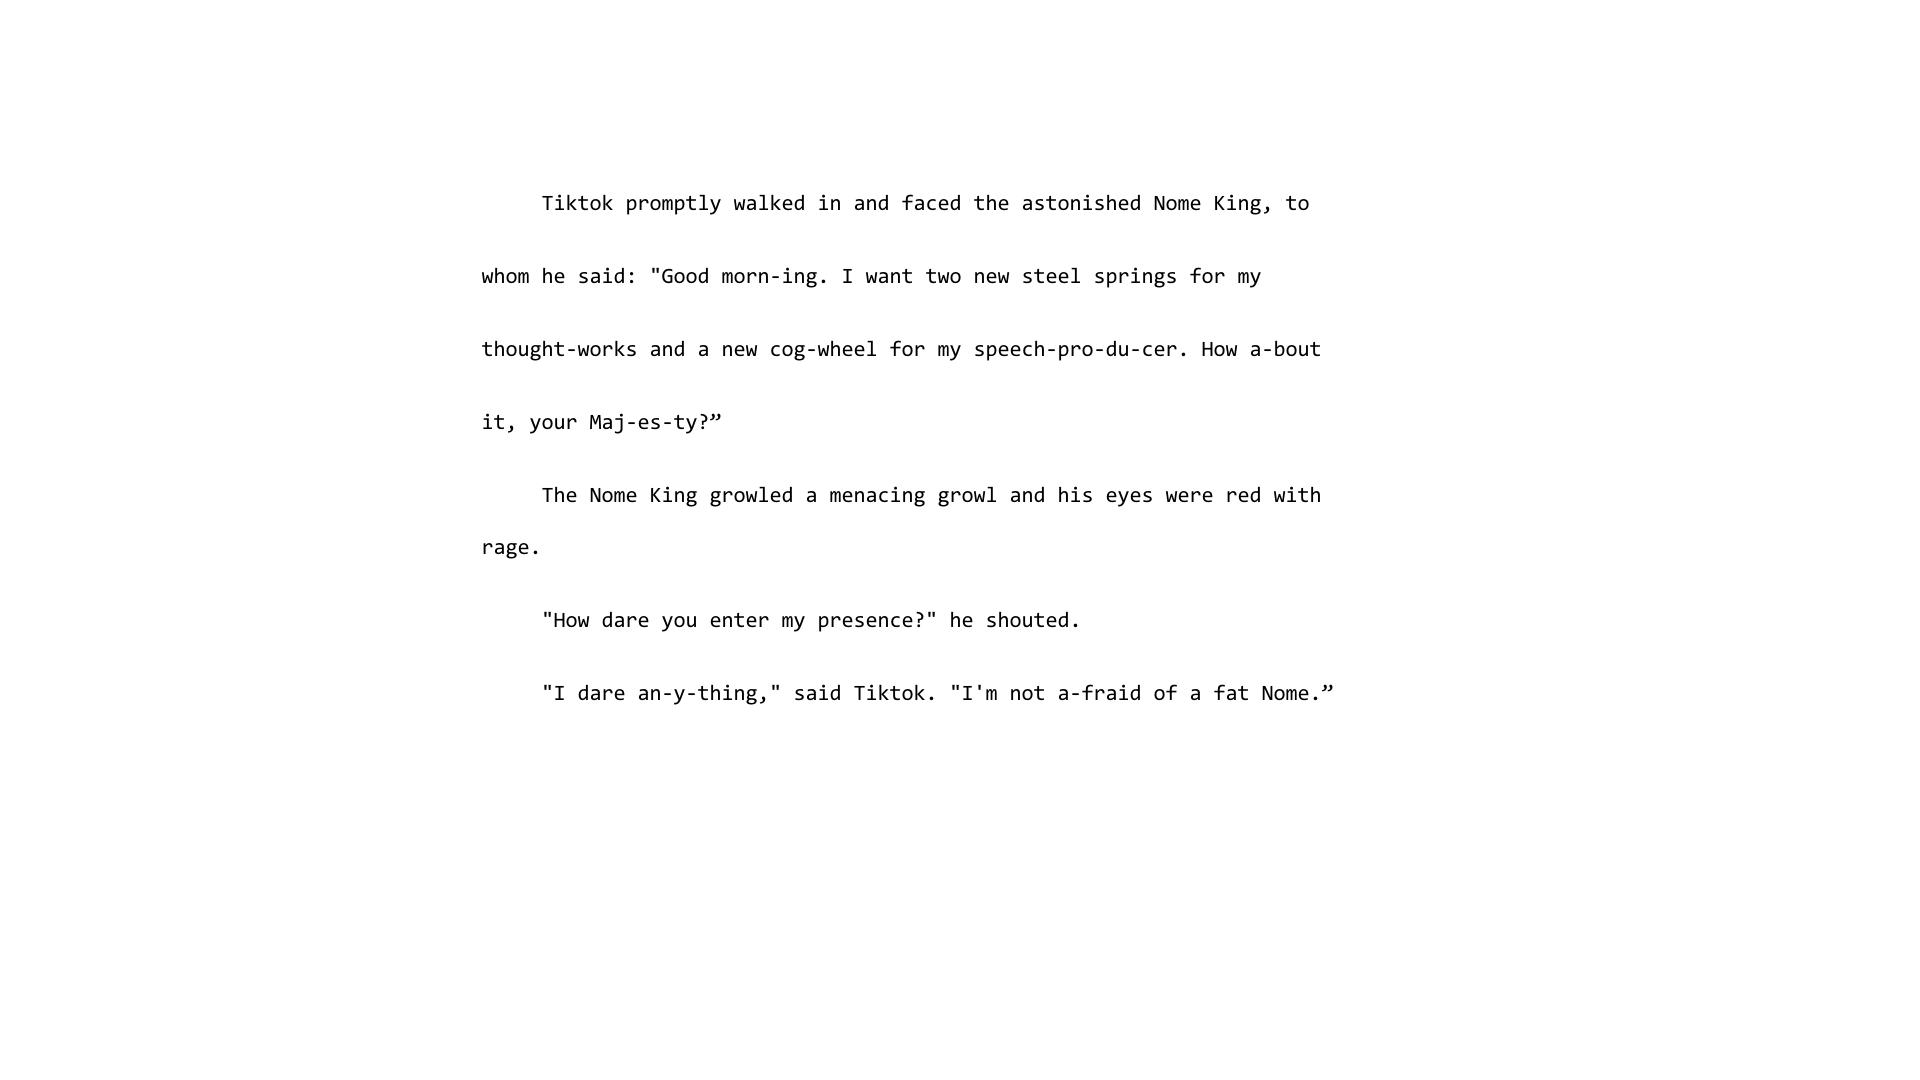 Tiktok promptly walked in and faced the astonished Nome King, to
whom he said: "Good morn-ing. I want two new steel springs for my
thought-works and a new cog-wheel for my speech-pro-du-cer. How a-bout
it, your Maj-es-ty?”
The Nome King growled a menacing growl and his eyes were red with
rage.
"How dare you enter my presence?" he shouted.
"I dare an-y-thing," said Tiktok. "I'm not a-fraid of a fat Nome.”